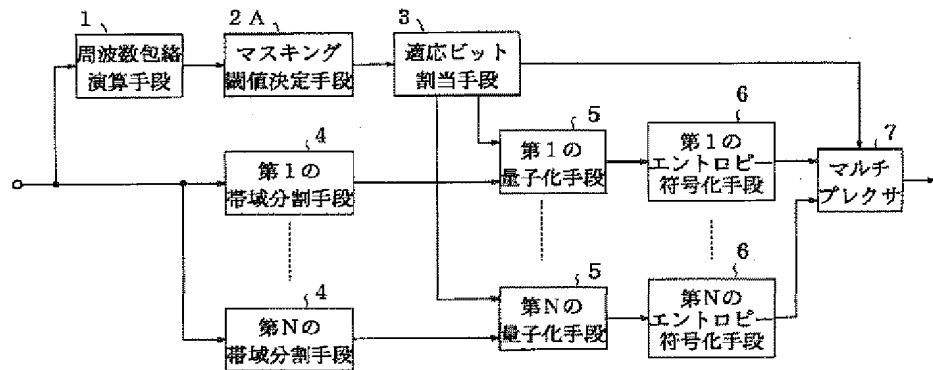 1
周波数包絡
演算手段
2A
マスキング
閾値決定手段
3
適応ビット
割当手段
4
第1の
帯域分割手段
5
第1の
量子化手段
6
第1の
エントロピー
符号化手段
7
マルチ
プレクサ
4
第Nの
帯域分割手段
5
第Nの
量子化手段
6
第Nの
エントロピー
符号化手段